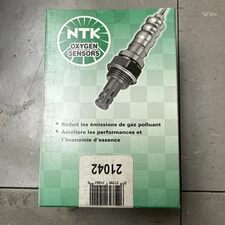 NTK
OXYGEN
SENSORS
• Réduit les émissions de gaz polluant
• Améliore les performances et
l'économie d'essence
21042